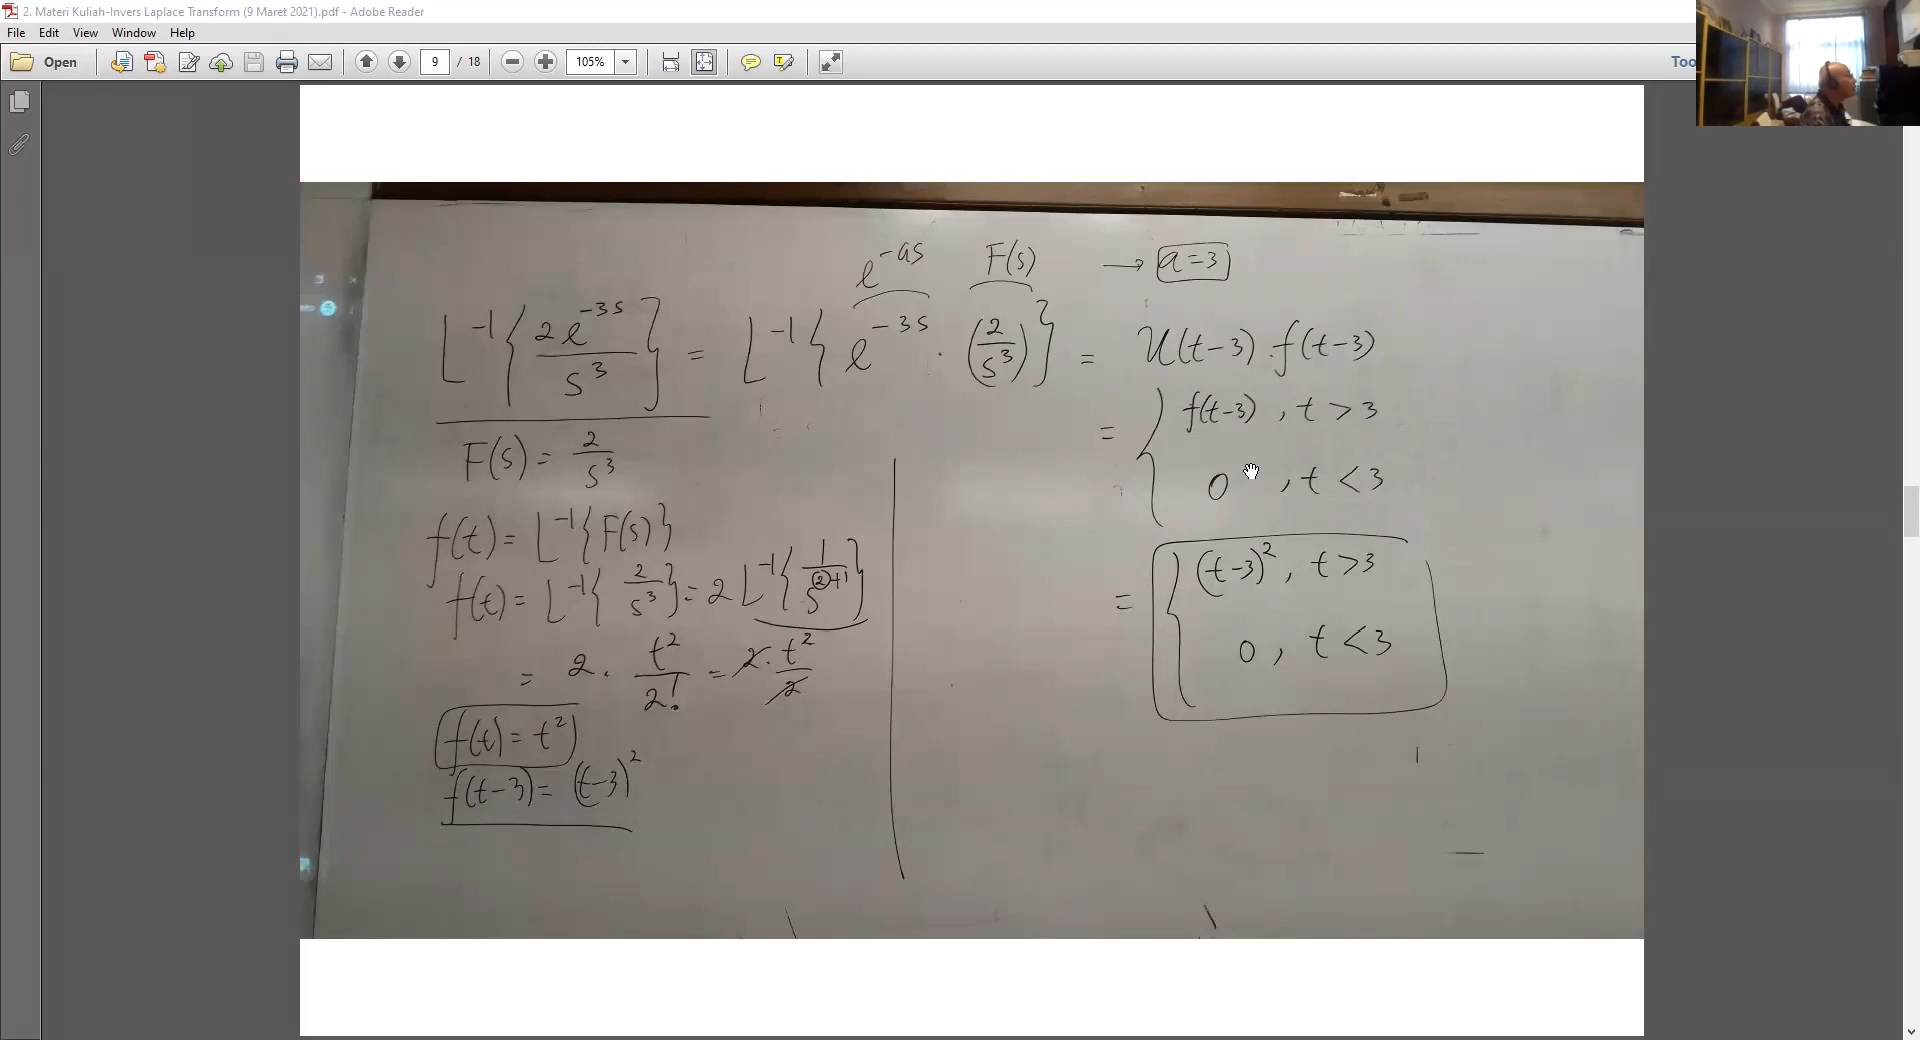 2. Materi Kuliah-Invers Laplace Transform (9 Maret 2021).pdf - Adobe Reader
File Edit View Window Help
Open 9 / 18 105% Too
e^{-as} F(s) → a=3
L^{-1}{2e^{-3s}/s^3} = L^{-1}{e^{-3s} · (2/s^3)} = U(t-3).f(t-3)
= { f(t-3), t > 3
0, t < 3
= { (t-3)^2, t>3
0, t < 3
F(s) = 2/s^3
f(t) = L^{-1}{F(s)}
f(t) = L^{-1}{2/s^3} = 2 L^{-1}{1/s^{2+1}}
= 2 · t^2/2! = 2 · t^2/2
f(t) = t^2
f(t-3) = (t-3)^2